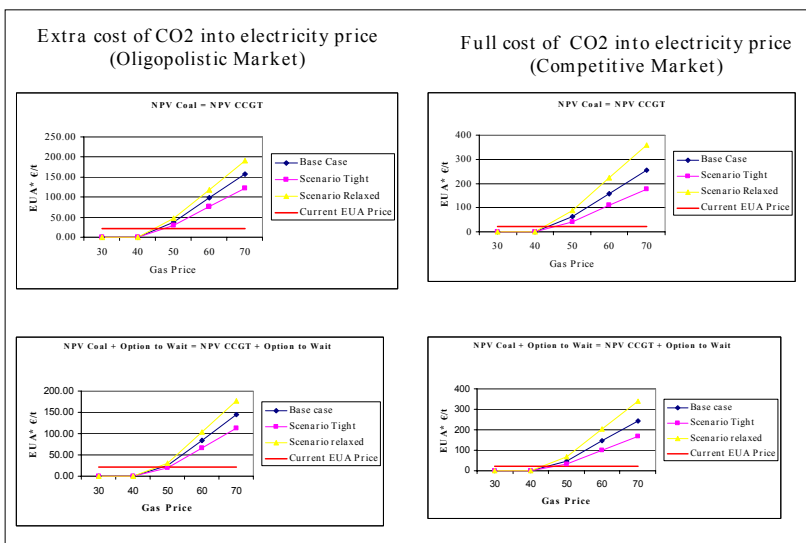 Extra cost of CO2 into electricity price
(Oligopolistic Market)
Full cost of CO2 into electricity price
(Competitive Market)
NPV Coal = NPV CCGT
250.00
200.00
150.00
100.00
50.00
0.00
EUA* €/t
30 40 50 60 70
Gas Price
Base Case
Scenario Tight
Scenario Relaxed
Current EUA Price
NPV Coal = NPV CCGT
400
300
200
100
0
EUA* €/t
30 40 50 60 70
Gas Price
Base Case
Scenario Tight
Scenario Relaxed
Current EUA Price
NPV Coal + Option to Wait = NPV CCGT + Option to Wait
200.00
150.00
100.00
50.00
0.00
EUA* €/t
30 40 50 60 70
Gas Price
Base case
Scenario Tight
Scenario relaxed
Current EUA Price
NPV Coal + Option to Wait = NPV CCGT + Option to Wait
400
300
200
100
0
EUA* €/t
30 40 50 60 70
Gas Price
Base case
Scenario Tight
Scenario relaxed
Current EUA Price